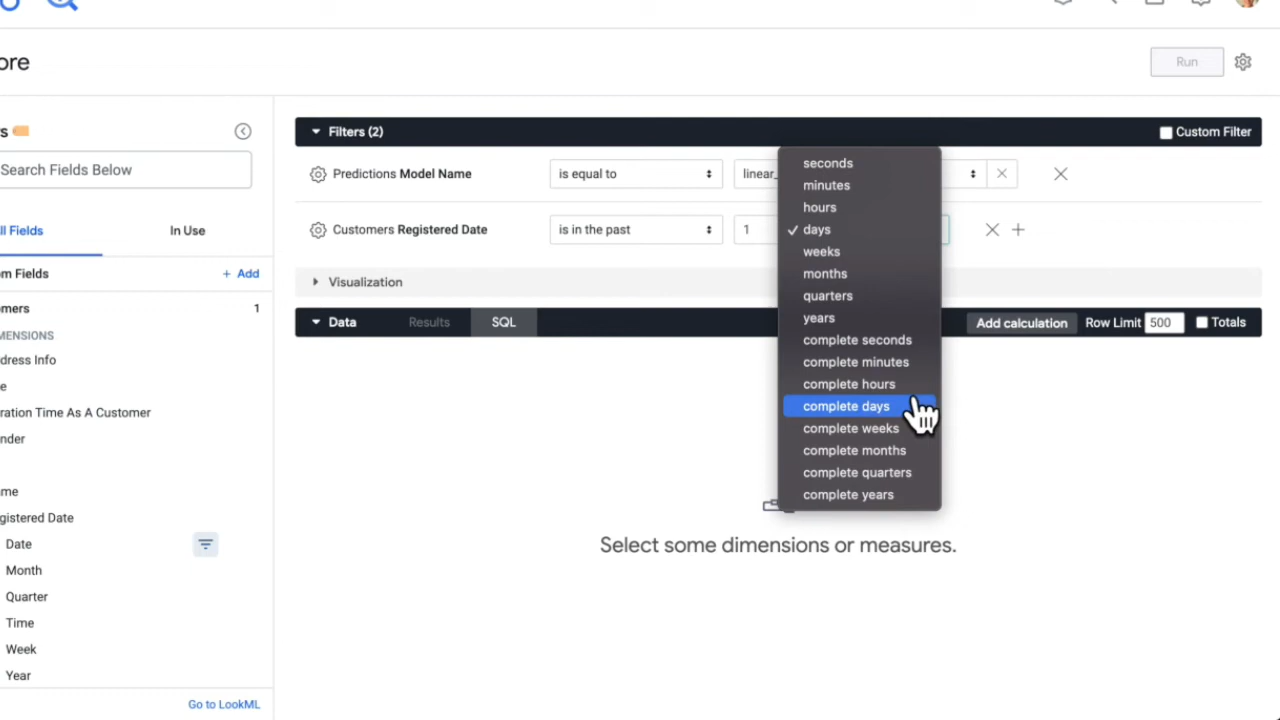 ore
Run
s
Filters (2)
Custom Filter
Search Fields Below
Predictions Model Name
is equal to
linear_
ll Fields
In Use
Customers Registered Date
is in the past
1
seconds
minutes
hours
days
weeks
months
quarters
years
complete seconds
complete minutes
complete hours
complete days
complete weeks
complete months
complete quarters
complete years
m Fields
+ Add
Visualization
mers
1
Data
Results
SQL
Add calculation
Row Limit 500
Totals
MENSIONS
dress Info
e
ration Time As A Customer
nder
me
gistered Date
Date
Month
Quarter
Time
Week
Year
Select some dimensions or measures.
Go to LookML